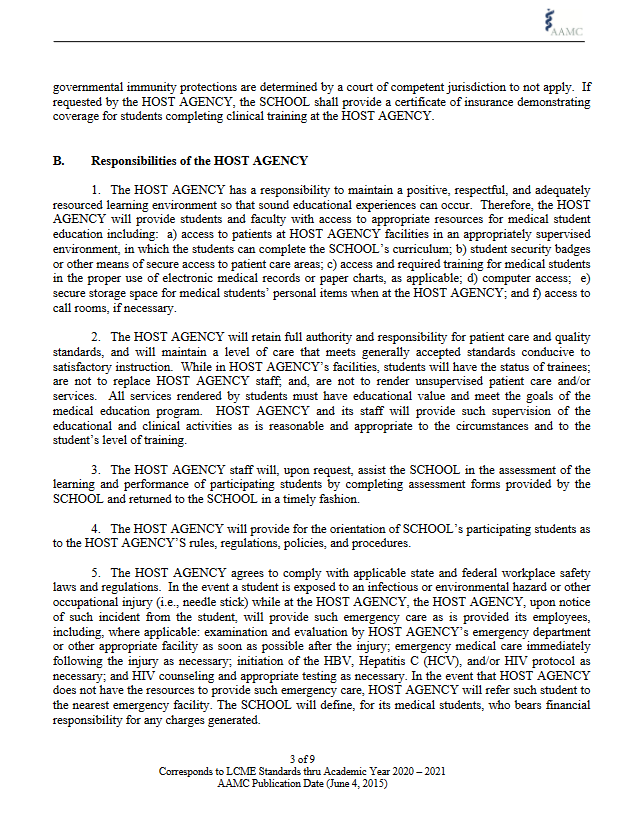 AAMC
governmental immunity protections are determined by a court of competent jurisdiction to not apply. If
requested by the HOST AGENCY, the SCHOOL shall provide a certificate of insurance demonstrating
coverage for students completing clinical training at the HOST AGENCY.
B. Responsibilities of the HOST AGENCY
1. The HOST AGENCY has a responsibility to maintain a positive, respectful, and adequately
resourced learning environment so that sound educational experiences can occur. Therefore, the HOST
AGENCY will provide students and faculty with access to appropriate resources for medical student
education including: a) access to patients at HOST AGENCY facilities in an appropriately supervised
environment, in which the students can complete the SCHOOL's curriculum; b) student security badges
or other means of secure access to patient care areas; c) access and required training for medical students
in the proper use of electronic medical records or paper charts, as applicable; d) computer access; e)
secure storage space for medical students' personal items when at the HOST AGENCY; and f) access to
call rooms, if necessary.
2. The HOST AGENCY will retain full authority and responsibility for patient care and quality
standards, and will maintain a level of care that meets generally accepted standards conducive to
satisfactory instruction. While in HOST AGENCY's facilities, students will have the status of trainees;
are not to replace HOST AGENCY staff; and, are not to render unsupervised patient care and/or
services. All services rendered by students must have educational value and meet the goals of the
medical education program. HOST AGENCY and its staff will provide such supervision of the
educational and clinical activities as is reasonable and appropriate to the circumstances and to the
student's level of training.
3. The HOST AGENCY staff will, upon request, assist the SCHOOL in the assessment of the
learning and performance of participating students by completing assessment forms provided by the
SCHOOL and returned to the SCHOOL in a timely fashion.
4. The HOST AGENCY will provide for the orientation of SCHOOL's participating students as
to the HOST AGENCY'S rules, regulations, policies, and procedures.
5. The HOST AGENCY agrees to comply with applicable state and federal workplace safety
laws and regulations. In the event a student is exposed to an infectious or environmental hazard or other
occupational injury (i.e., needle stick) while at the HOST AGENCY, the HOST AGENCY, upon notice
of such incident from the student, will provide such emergency care as is provided its employees,
including, where applicable: examination and evaluation by HOST AGENCY's emergency department
or other appropriate facility as soon as possible after the injury; emergency medical care immediately
following the injury as necessary; initiation of the HBV, Hepatitis C (HCV), and/or HIV protocol as
necessary; and HIV counseling and appropriate testing as necessary. In the event that HOST AGENCY
does not have the resources to provide such emergency care, HOST AGENCY will refer such student to
the nearest emergency facility. The SCHOOL will define, for its medical students, who bears financial
responsibility for any charges generated.
3 of 9
Corresponds to LCME Standards thru Academic Year 2020 – 2021
AAMC Publication Date (June 4, 2015)